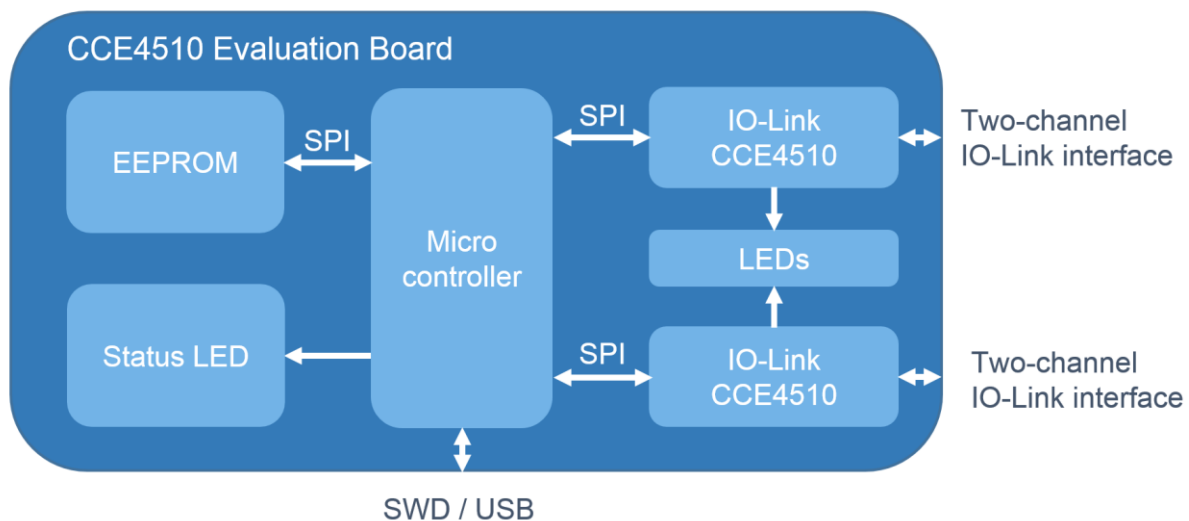 CCE4510 Evaluation Board
EEPROM
SPI
Micro
controller
SPI
IO-Link
CCE4510
Two-channel
IO-Link interface
LEDs
Status LED
SPI
IO-Link
CCE4510
Two-channel
IO-Link interface
SWD / USB